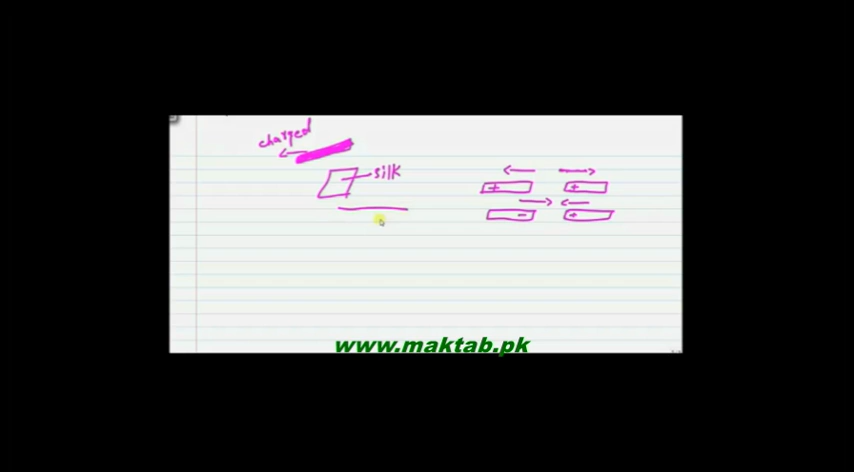 charged
silk
+ +
- +
www.maktab.pk